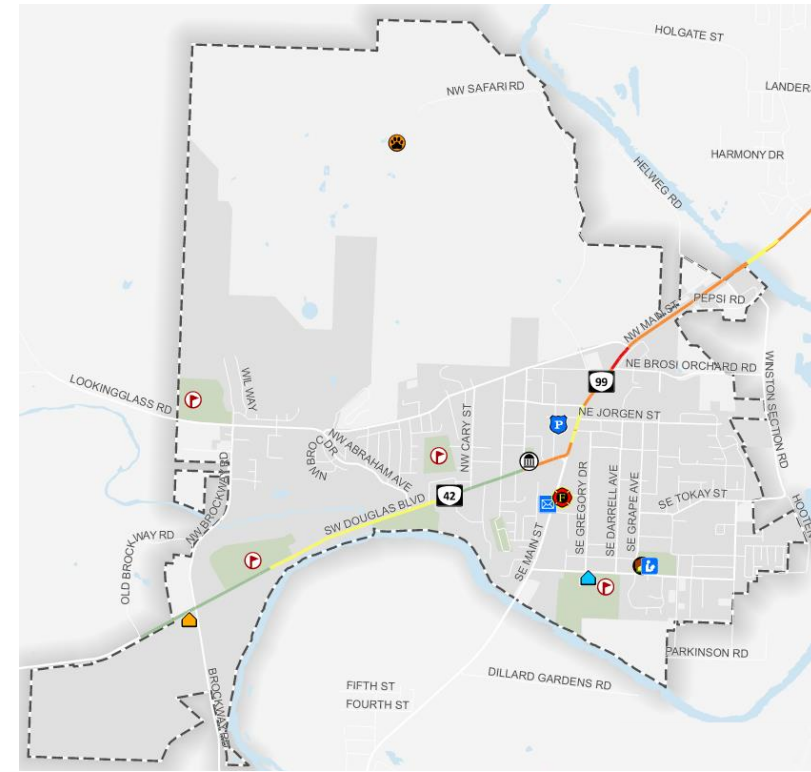 HOLGATE ST
NW SAFARI RD
LANDER
HARMONY DR
HELWEG RD
PEPSI RD
NW MAIN ST
NE BROSI ORCHARD RD
99
WINSTON SECTION RD
LOOKINGGLASS RD
WIL WAY
NE JORGEN ST
P
NW CARY ST
NW ABRAHAM AVE
NW BROC
DR
42
SW DOUGLAS BLVD
F
SE MAIN ST
SE GREGORY DR
SE DARRELL AVE
SE GRAPE AVE
SE TOKAY ST
HOOTEN
NW BROCKWAY RD
OLD BROCK
WAY RD
BROCKWAY R
PARKINSON RD
DILLARD GARDENS RD
FIFTH ST
FOURTH ST